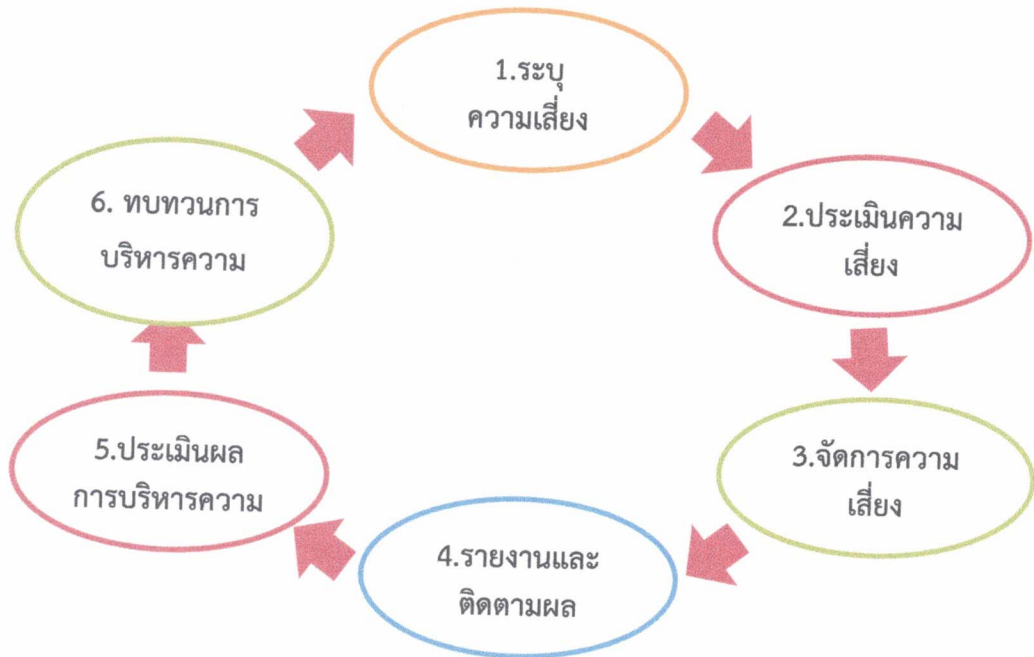 1.ระบุ
ความเสี่ยง
2.ประเมินความ
เสี่ยง
3.จัดการความ
เสี่ยง
4.รายงานและ
ติดตามผล
5.ประเมินผล
การบริหารความ
6. ทบทวนการ
บริหารความ